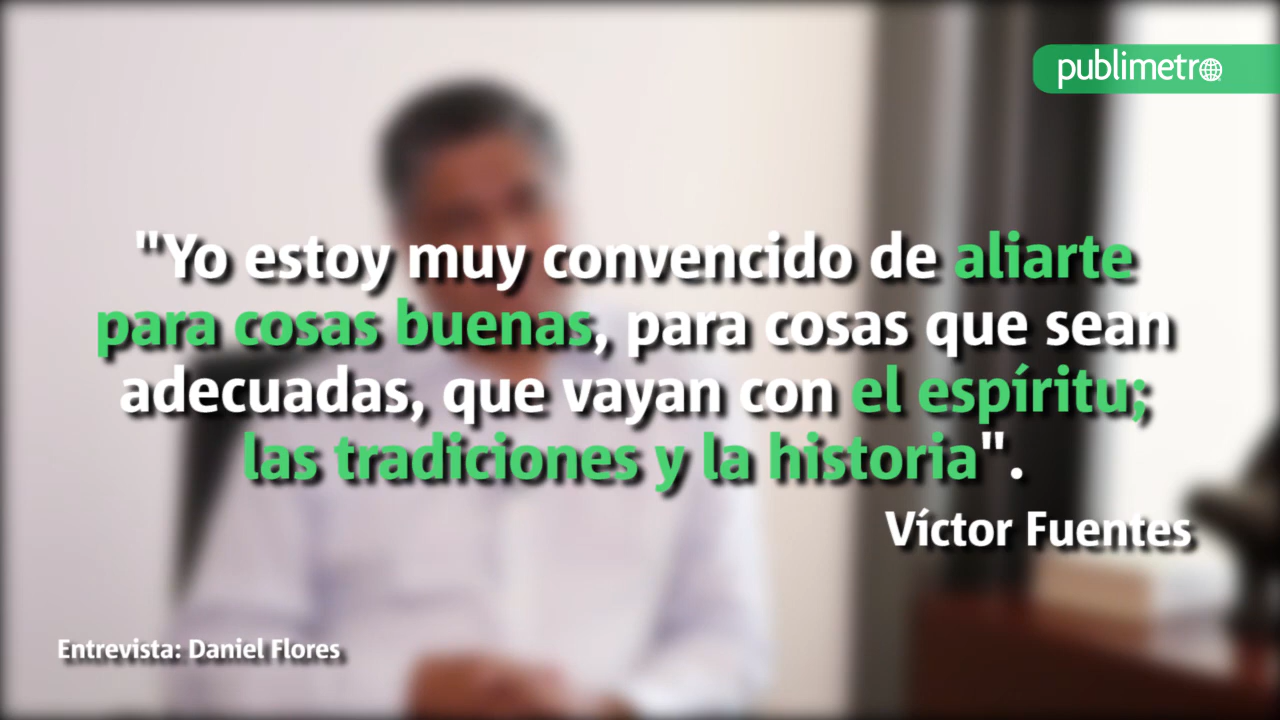 publimetro
"Yo estoy muy convencido de aliarte
para cosas buenas, para cosas que sean
adecuadas, que vayan con el espíritu;
las tradiciones y la historia".
Víctor Fuentes
Entrevista: Daniel Flores